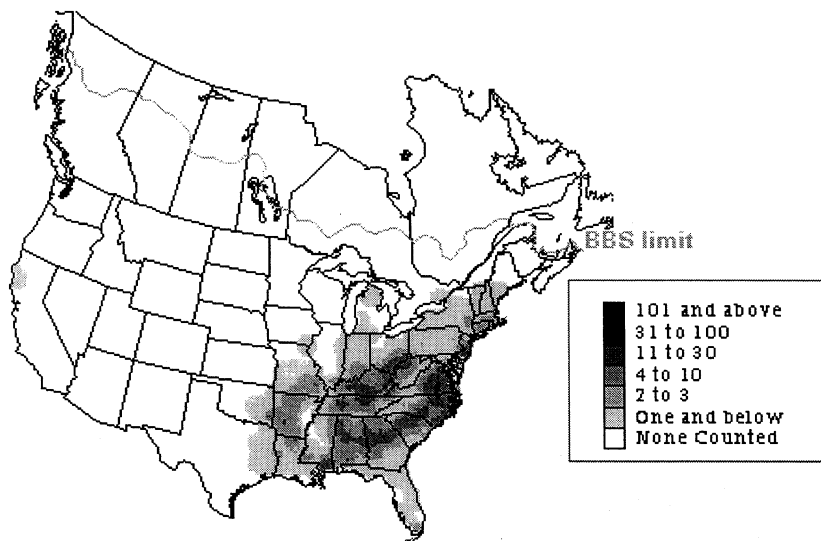 BBS limit
101 and above
31 to 100
11 to 30
4 to 10
2 to 3
One and below
None Counted